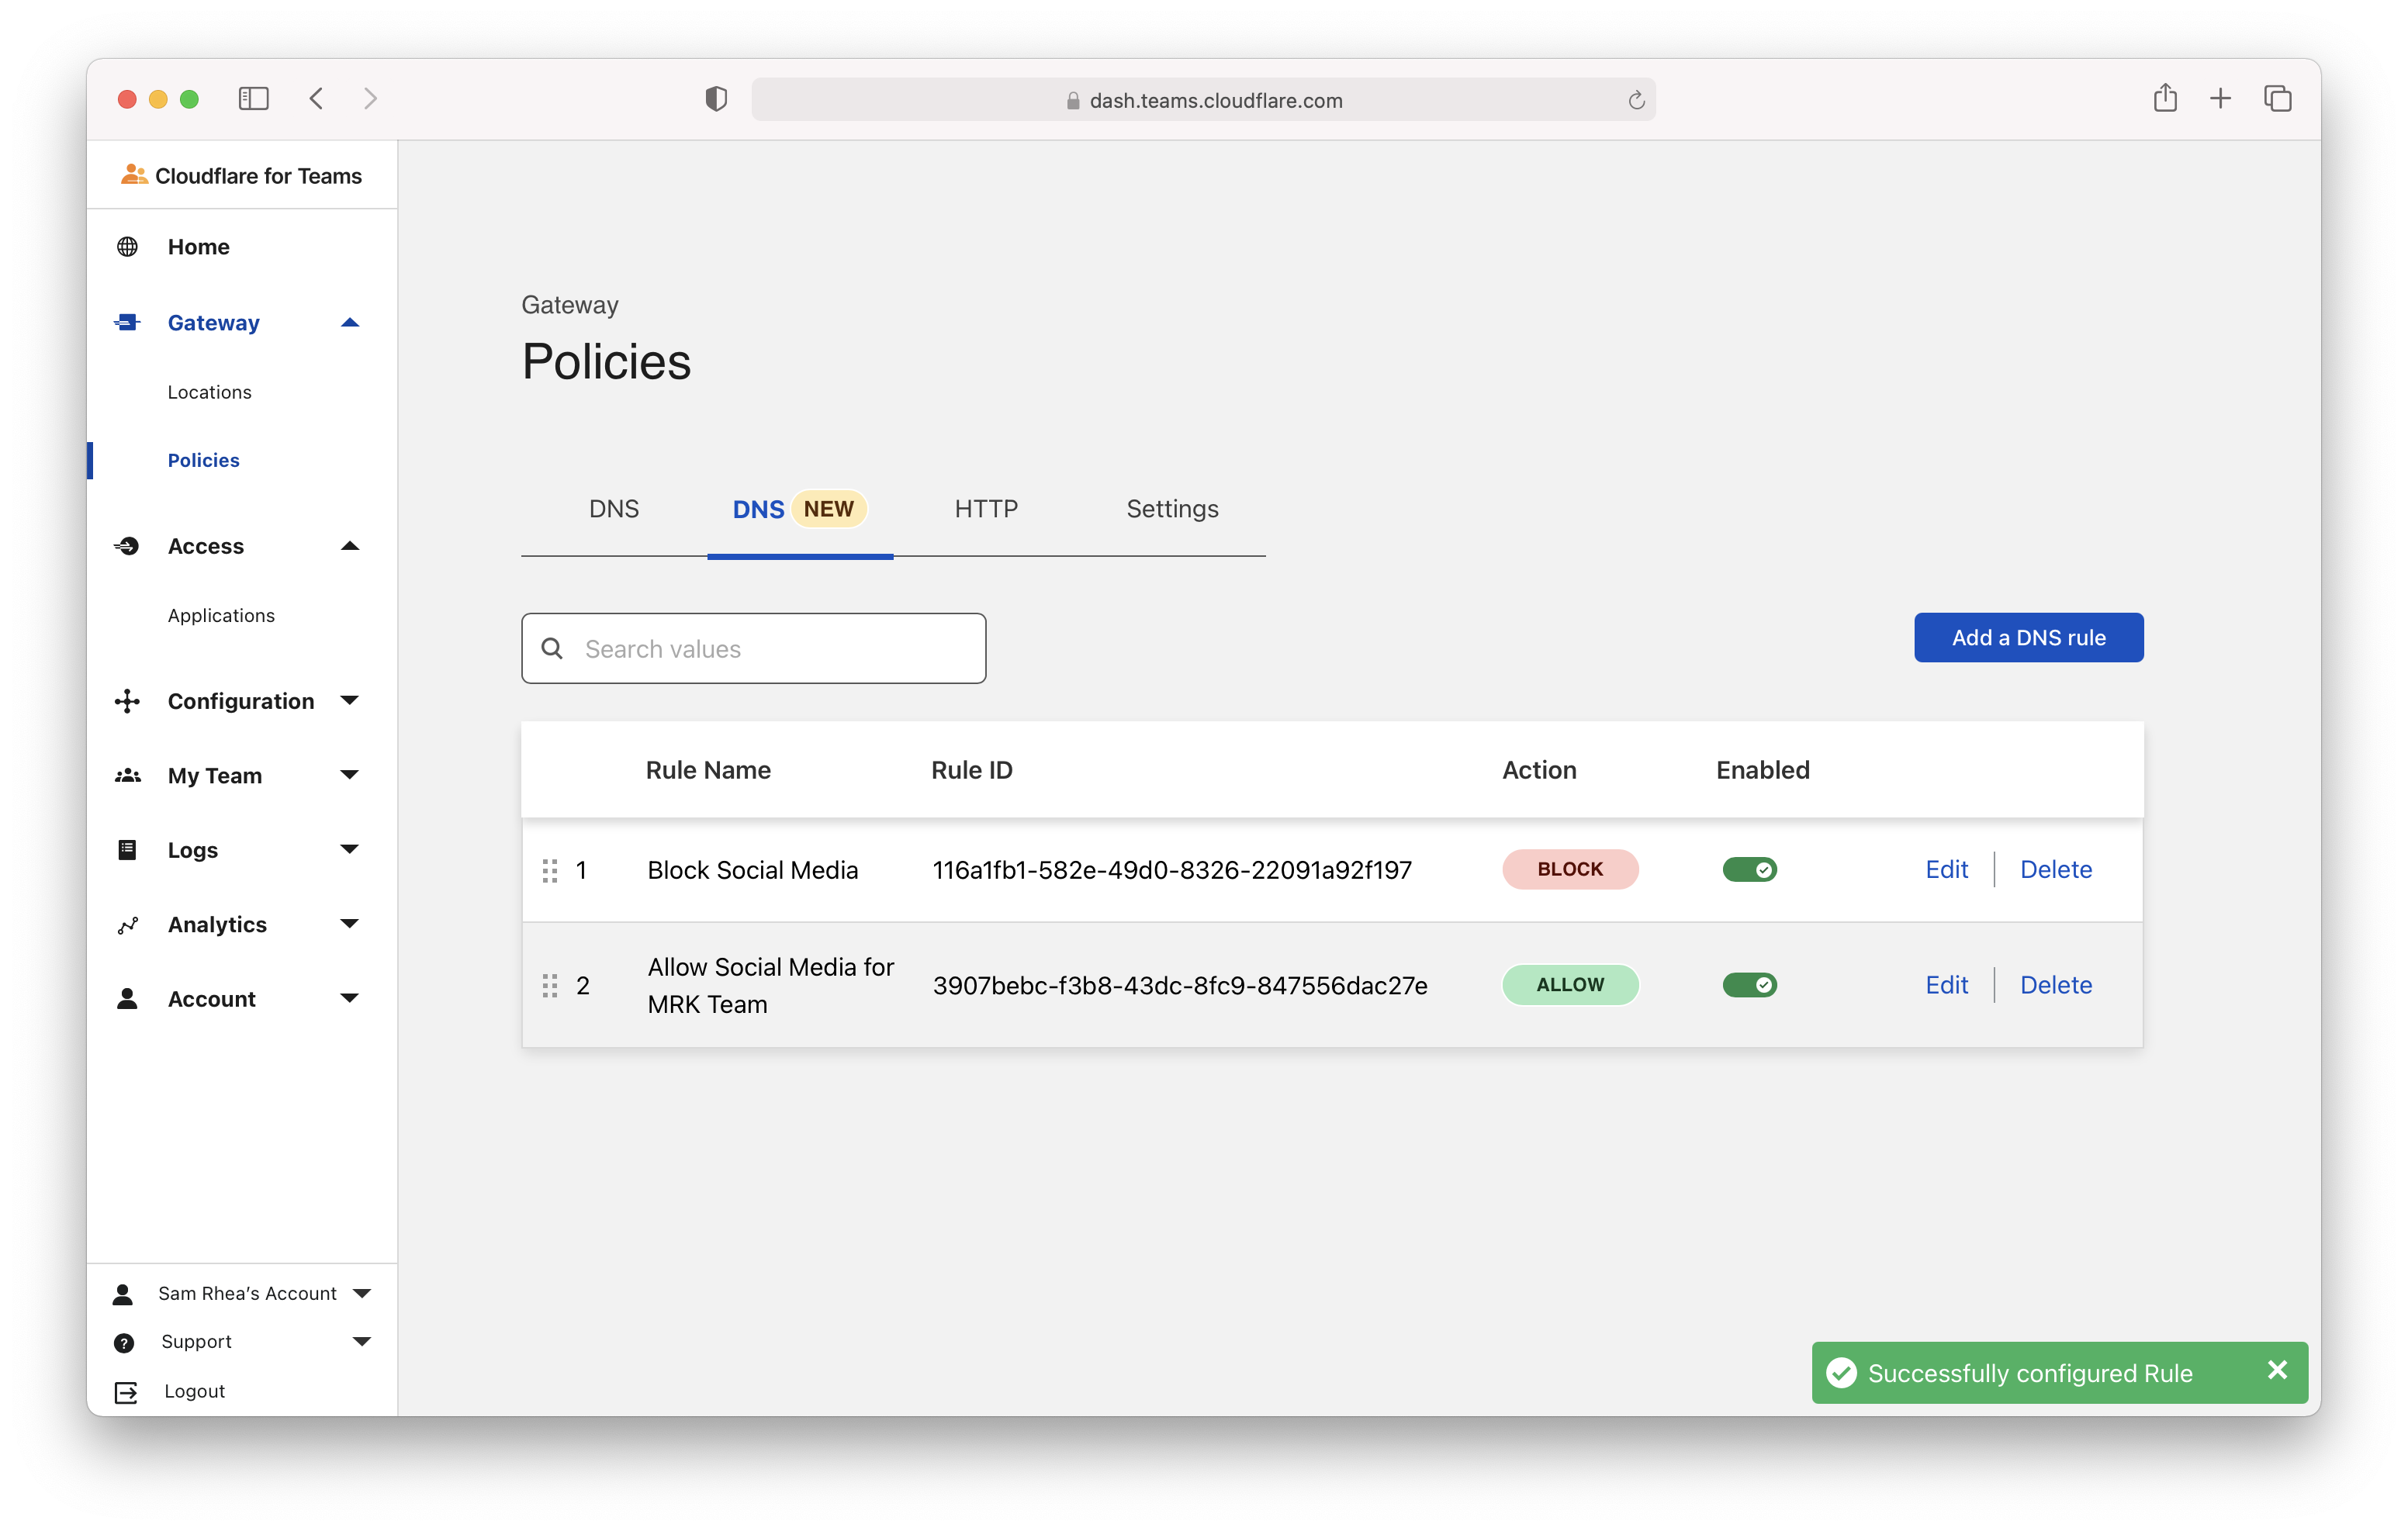 dash.teams.cloudflare.com
Cloudflare for Teams
Home
Gateway
Locations
Policies
Access
Applications
Configuration
My Team
Logs
Analytics
Account
Sam Rhea’s Account
Support
Logout
Gateway
Policies
DNS DNS NEW HTTP Settings
Search values
Add a DNS rule
Rule Name Rule ID Action Enabled
1 Block Social Media 116a1fb1-582e-49d0-8326-22091a92f197 BLOCK Edit Delete
2 Allow Social Media for MRK Team 3907bebc-f3b8-43dc-8fc9-847556dac27e ALLOW Edit Delete
Successfully configured Rule